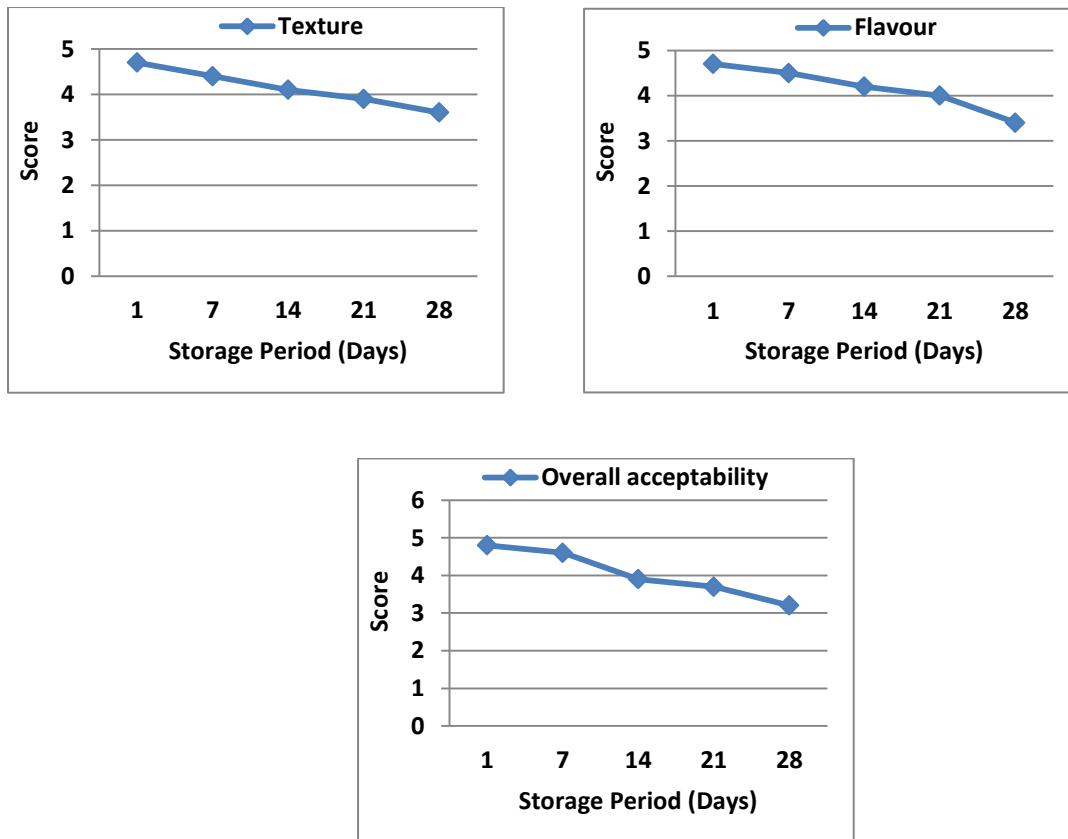 Texture
5
4
3
2
1
0
Score
1 7 14 21 28
Storage Period (Days)
Flavour
5
4
3
2
1
0
Score
1 7 14 21 28
Storage Period (Days)
Overall acceptability
6
5
4
3
2
1
0
Score
1 7 14 21 28
Storage Period (Days)